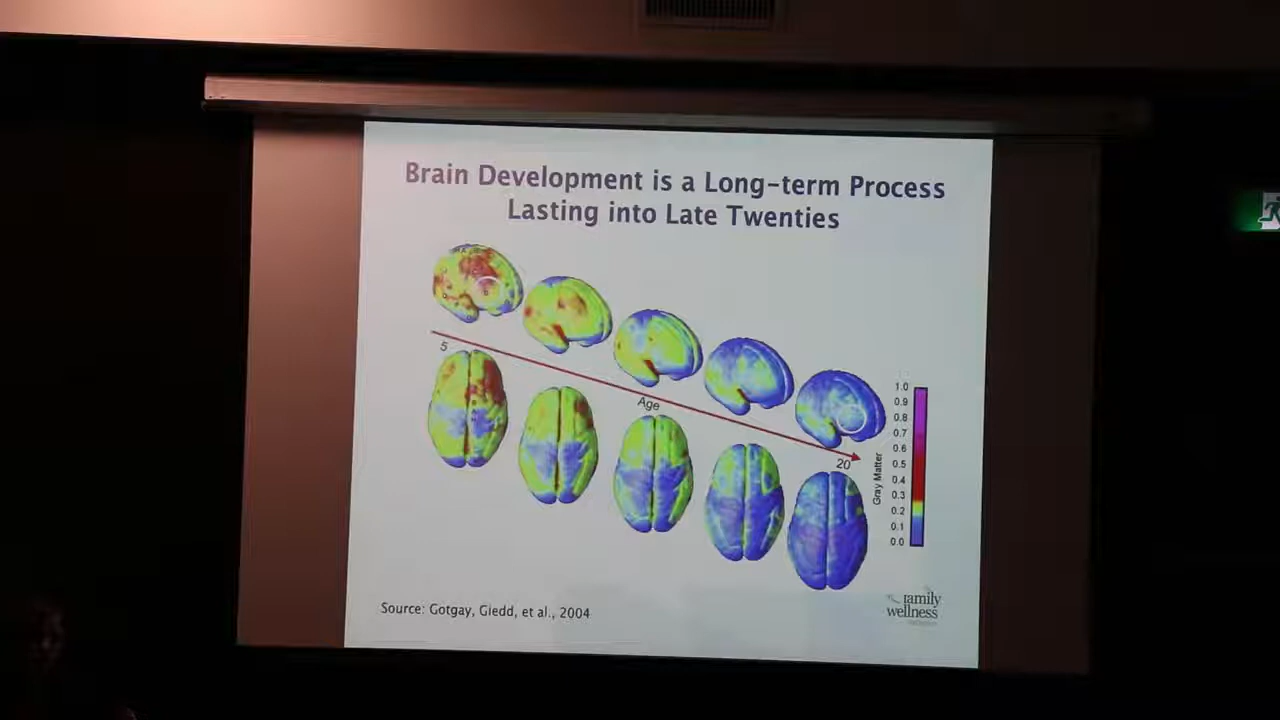 Brain Development is a Long-term Process
Lasting into Late Twenties
5
Age
20
Gray Matter
1.0
0.9
0.8
0.7
0.6
0.5
0.4
0.3
0.2
0.1
0.0
Source: Gotgay, Giedd, et al., 2004
family
wellness